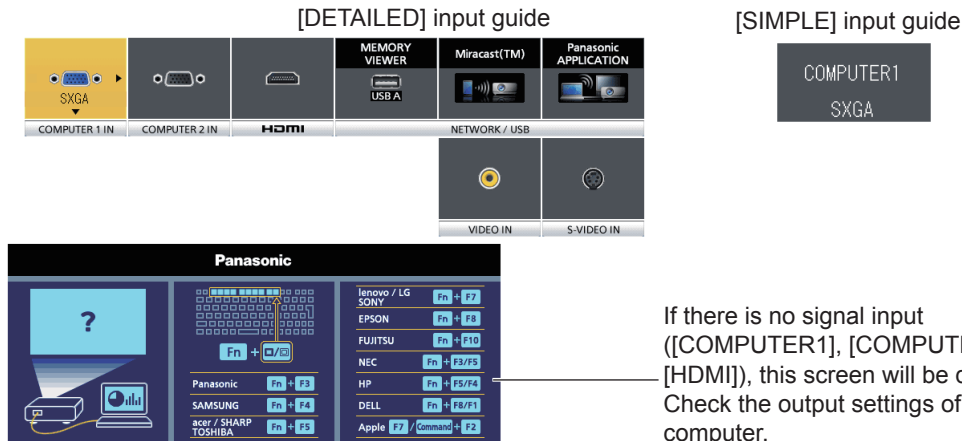 [DETAILED] input guide
[SIMPLE] input guide
MEMORY
VIEWER
Miracast(TM)
Panasonic
APPLICATION
SXGA
USB A
COMPUTER 1 IN
COMPUTER 2 IN
HDMI
NETWORK / USB
COMPUTER1
SXGA
VIDEO IN
S-VIDEO IN
Panasonic
?
Fn +
Panasonic Fn + F3
SAMSUNG Fn + F4
acer / SHARP
TOSHIBA Fn + F5
lenovo / LG
SONY Fn + F7
EPSON Fn + F8
FUJITSU Fn + F10
NEC Fn + F3/F5
HP Fn + F5/F4
DELL Fn + F8/F1
Apple F7 / Command + F2
If there is no signal input
([COMPUTER1], [COMPUT
[HDMI]), this screen will be
Check the output settings of
computer.